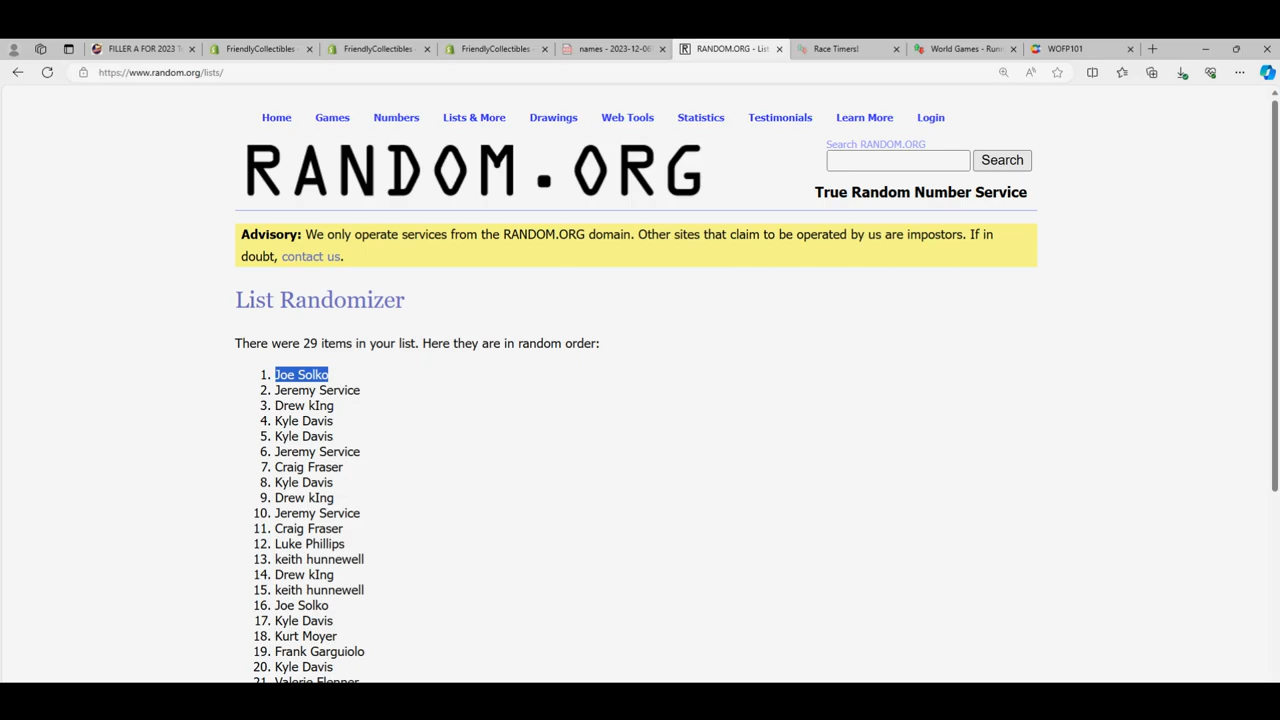 FILLER A FOR 2023 T
FriendlyCollectibles
FriendlyCollectibles
FriendlyCollectibles
names - 2023-12-06
RANDOM.ORG - List
Race Timers!
World Games - Runn
WOFP101
https://www.random.org/lists/
Home Games Numbers Lists & More Drawings Web Tools Statistics Testimonials Learn More Login
RANDOM.ORG
Search RANDOM.ORG
Search
True Random Number Service
Advisory: We only operate services from the RANDOM.ORG domain. Other sites that claim to be operated by us are impostors. If in
doubt, contact us.
List Randomizer
There were 29 items in your list. Here they are in random order:
1. Joe Solko
2. Jeremy Service
3. Drew kIng
4. Kyle Davis
5. Kyle Davis
6. Jeremy Service
7. Craig Fraser
8. Kyle Davis
9. Drew kIng
10. Jeremy Service
11. Craig Fraser
12. Luke Phillips
13. keith hunnewell
14. Drew kIng
15. keith hunnewell
16. Joe Solko
17. Kyle Davis
18. Kurt Moyer
19. Frank Garguiolo
20. Kyle Davis
21. Valerie Flenner